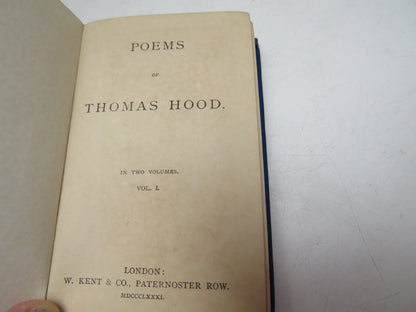 POEMS
OF
THOMAS HOOD.
IN TWO VOLUMES.
VOL. I.
LONDON:
W. KENT & CO., PATERNOSTER ROW.
MDCCCLXXXI.